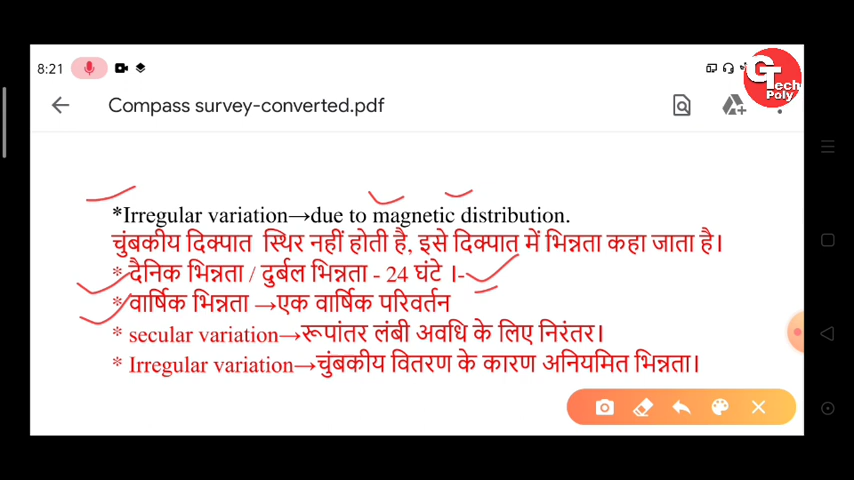 8:21
GTech Poly
Compass survey-converted.pdf
*Irregular variation→due to magnetic distribution.
चुंबकीय दिक्पात स्थिर नहीं होती है, इसे दिक्पात में भिन्नता कहा जाता है।
* दैनिक भिन्नता / दुर्बल भिन्नता - 24 घंटे ।-
* वार्षिक भिन्नता →एक वार्षिक परिवर्तन
* secular variation→रूपांतर लंबी अवधि के लिए निरंतर।
* Irregular variation→चुंबकीय वितरण के कारण अनियमित भिन्नता।